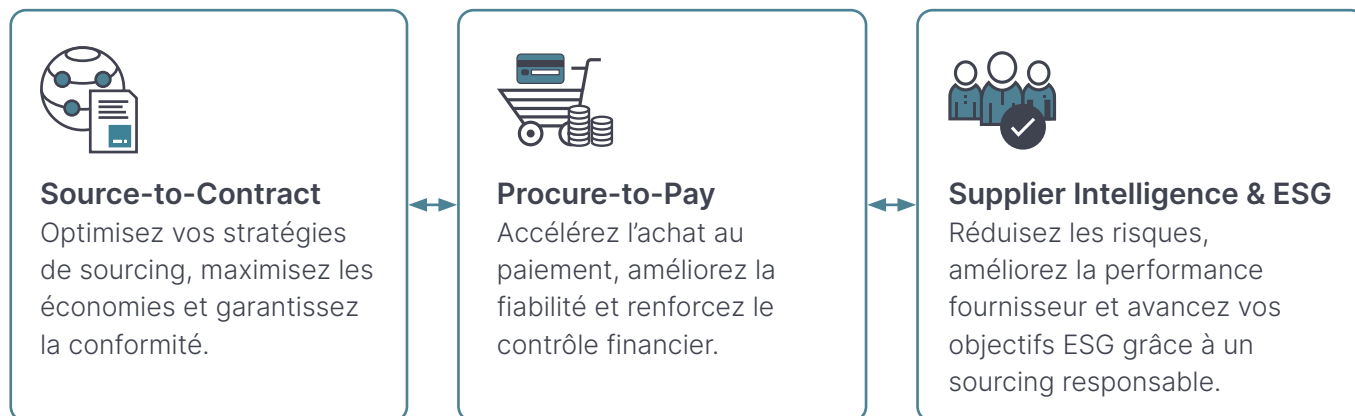 Source-to-Contract
Optimisez vos stratégies
de sourcing, maximisez les
économies et garantissez
la conformité.
Procure-to-Pay
Accélérez l’achat au
paiement, améliorez la
fiabilité et renforcez le
contrôle financier.
Supplier Intelligence & ESG
Réduisez les risques,
améliorez la performance
fournisseur et avancez vos
objectifs ESG grâce à un
sourcing responsable.